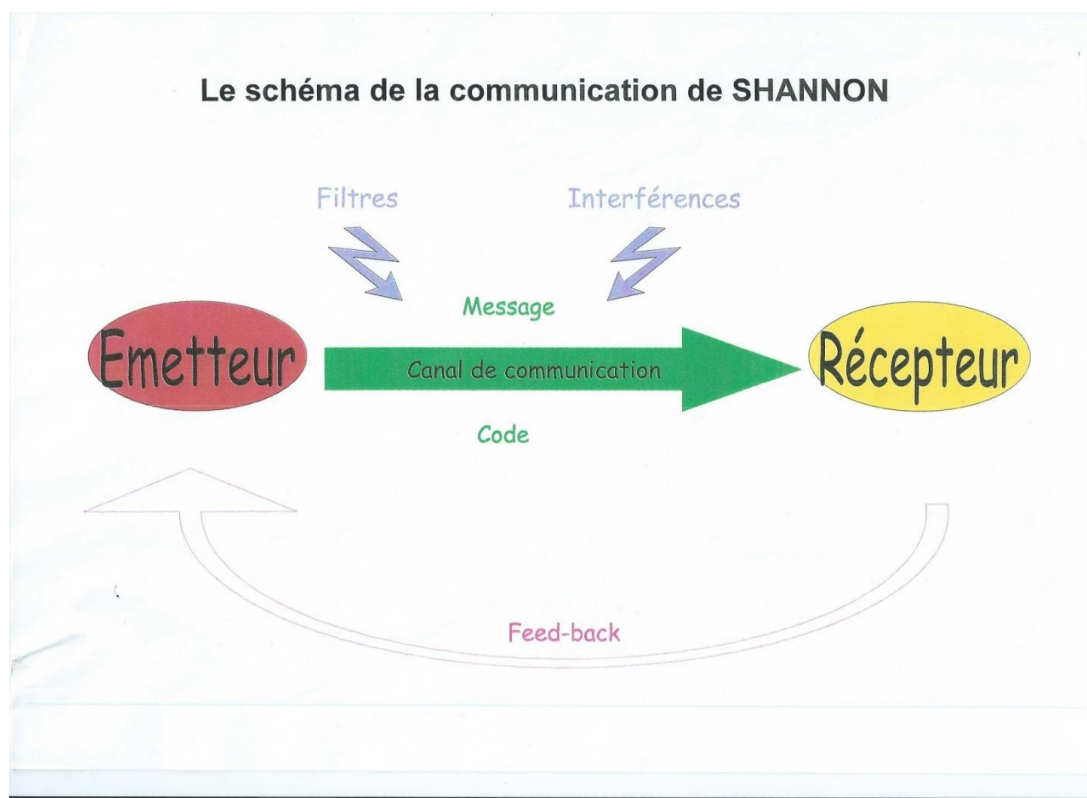 Le schéma de la communication de SHANNON
Filtres
Interférences
Message
Emetteur
Canal de communication
Récepteur
Code
Feed-back